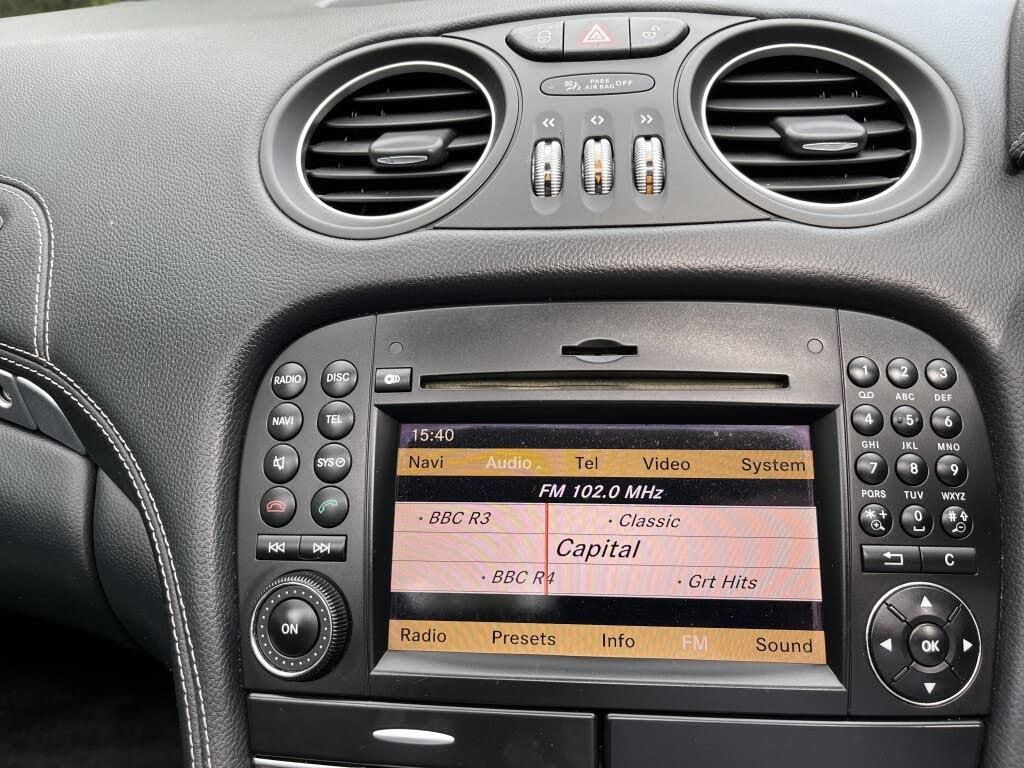 PASS
AIR BAG OFF
RADIO DISC
NAVI TEL
SYS
ON
15:40
Navi Audio Tel Video System
FM 102.0 MHz
BBC R3 Classic
Capital
BBC R4 Grt Hits
Radio Presets Info FM Sound
1 2 3
ABC DEF
4 5 6
GHI JKL MNO
7 8 9
PQRS TUV WXYZ
* + 0 #
C
OK